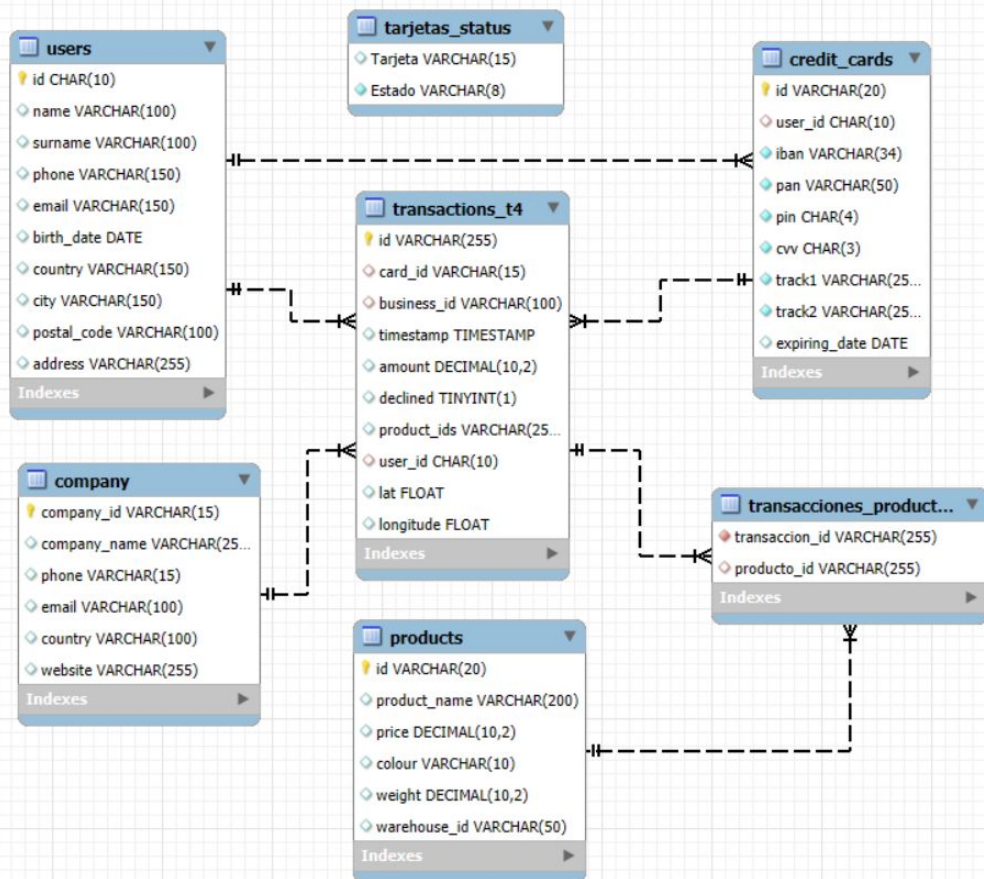 users
id CHAR(10)
name VARCHAR(100)
surname VARCHAR(100)
phone VARCHAR(150)
email VARCHAR(150)
birth_date DATE
country VARCHAR(150)
city VARCHAR(150)
postal_code VARCHAR(100)
address VARCHAR(255)
Indexes
tarjetas_status
Tarjeta VARCHAR(15)
Estado VARCHAR(8)
credit_cards
id VARCHAR(20)
user_id CHAR(10)
iban VARCHAR(34)
pan VARCHAR(50)
pin CHAR(4)
cvv CHAR(3)
track1 VARCHAR(25...
track2 VARCHAR(25...
expiring_date DATE
Indexes
transactions_t4
id VARCHAR(255)
card_id VARCHAR(15)
business_id VARCHAR(100)
timestamp TIMESTAMP
amount DECIMAL(10,2)
declined TINYINT(1)
product_ids VARCHAR(25...
user_id CHAR(10)
lat FLOAT
longitude FLOAT
Indexes
company
company_id VARCHAR(15)
company_name VARCHAR(25...
phone VARCHAR(15)
email VARCHAR(100)
country VARCHAR(100)
website VARCHAR(255)
Indexes
transacciones_product...
transaccion_id VARCHAR(255)
producto_id VARCHAR(255)
Indexes
products
id VARCHAR(20)
product_name VARCHAR(200)
price DECIMAL(10,2)
colour VARCHAR(10)
weight DECIMAL(10,2)
warehouse_id VARCHAR(50)
Indexes